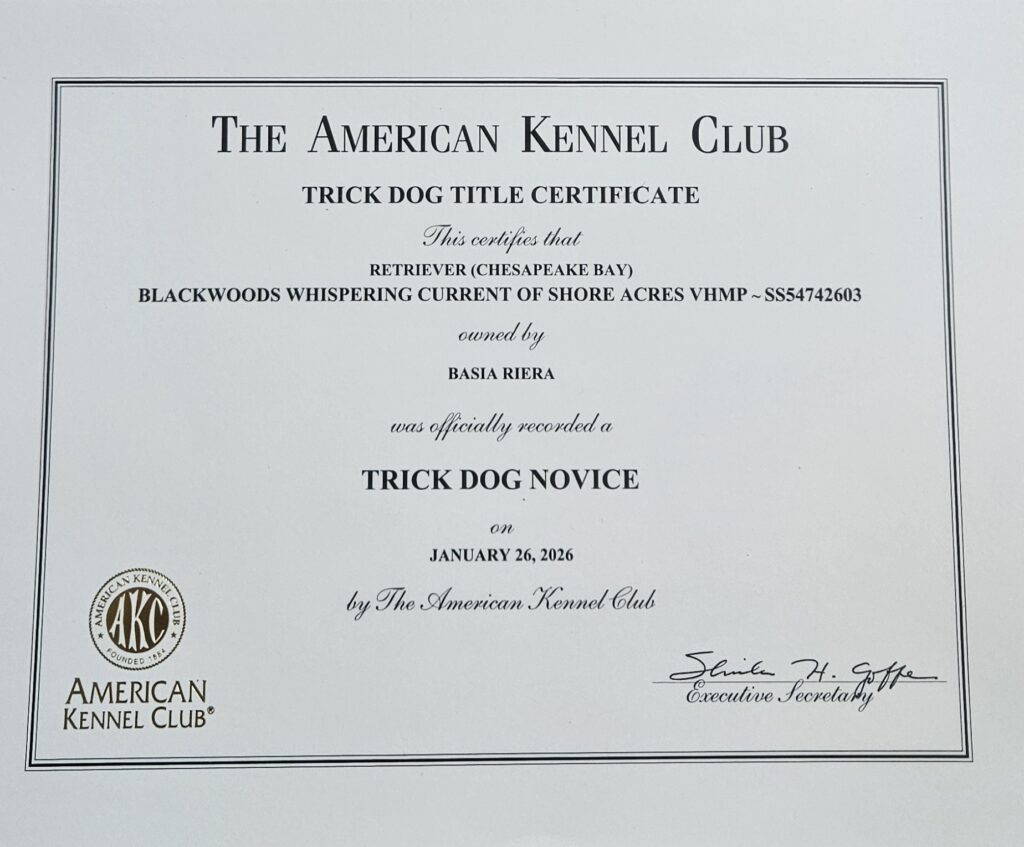 THE AMERICAN KENNEL CLUB
TRICK DOG TITLE CERTIFICATE
This certifies that
RETRIEVER (CHESAPEAKE BAY)
BLACKWOODS WHISPERING CURRENT OF SHORE ACRES VHMP ~ SS54742603
owned by
BASIA RIERA
was officially recorded a
TRICK DOG NOVICE
on
JANUARY 26, 2026
by The American Kennel Club
AMERICAN KENNEL CLUB
AKC
FOUNDED 1884
AMERICAN
KENNEL CLUB®
H.
Executive Secretary